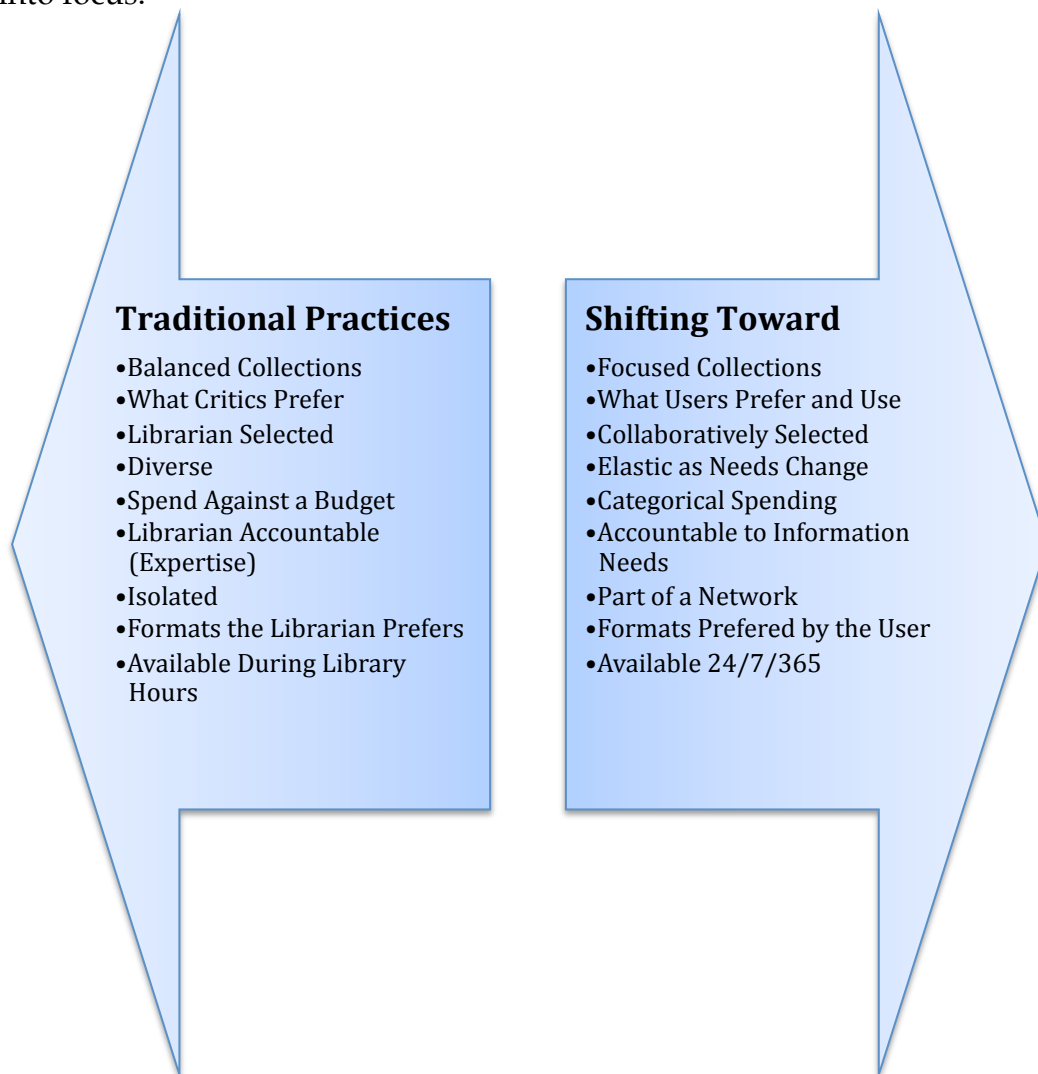 into focus.
Traditional Practices
•Balanced Collections
•What Critics Prefer
•Librarian Selected
•Diverse
•Spend Against a Budget
•Librarian Accountable
(Expertise)
•Isolated
•Formats the Librarian Prefers
•Available During Library
Hours
Shifting Toward
•Focused Collections
•What Users Prefer and Use
•Collaboratively Selected
•Elastic as Needs Change
•Categorical Spending
•Accountable to Information
Needs
•Part of a Network
•Formats Prefered by the User
•Available 24/7/365